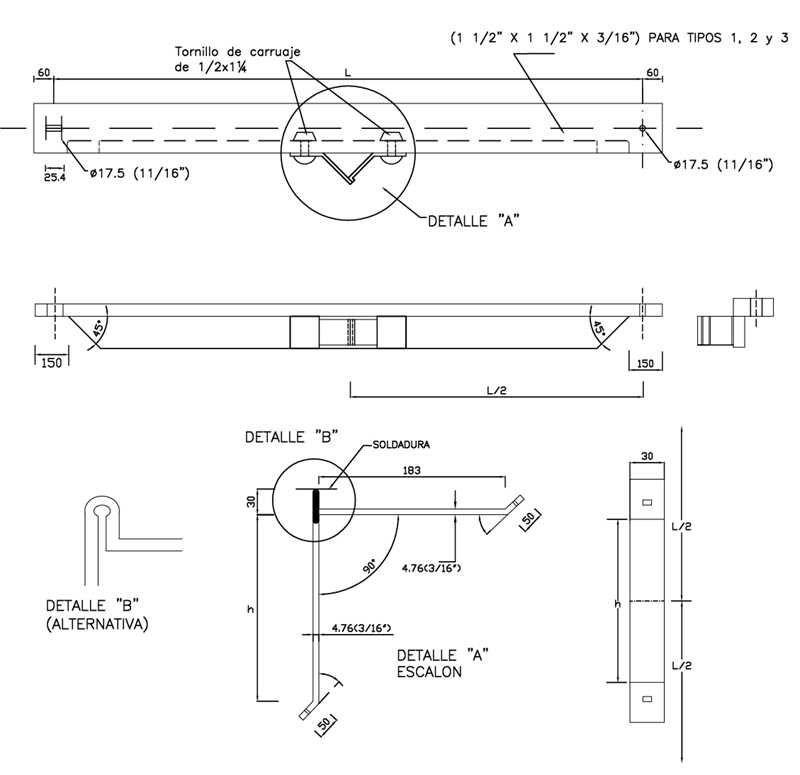 (1 1/2" X 1 1/2" X 3/16") PARA TIPOS 1, 2 y 3
Tornillo de carruaje
de 1/2x1¼
60
L
60
ø17.5 (11/16")
25.4
ø17.5 (11/16")
DETALLE "A"
45°
45°
150
150
L/2
DETALLE "B"
SOLDADURA
183
30
30
50
L/2
90°
4.76(3/16")
h
h
DETALLE "B"
(ALTERNATIVA)
4.76(3/16")
DETALLE "A"
ESCALON
L/2
50